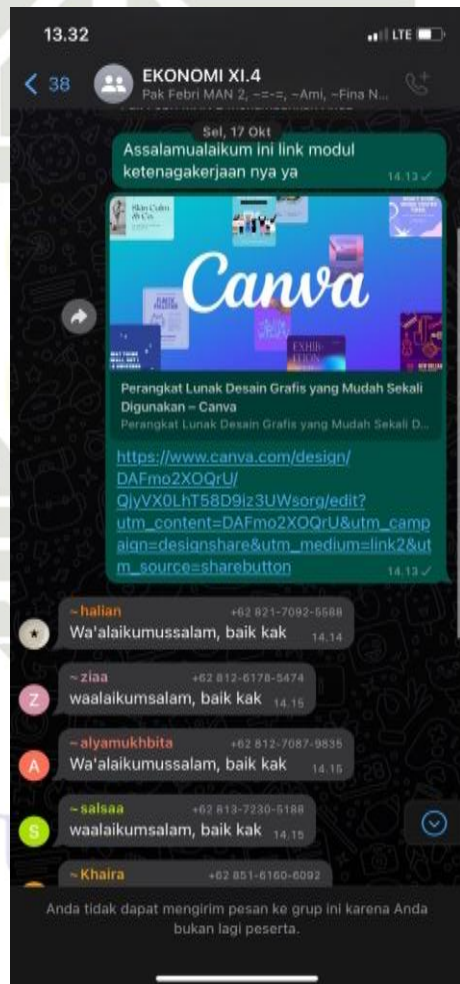 13.32
LTE
38
EKONOMI XI.4
Pak Febri MAN 2, ~=-=, ~Ami, ~Fina N...
Sel, 17 Okt
Assalamualaikum ini link modul
ketenagakerjaan nya ya
14.13
Canva
Perangkat Lunak Desain Grafis yang Mudah Sekali
Digunakan – Canva
Perangkat Lunak Desain Grafis yang Mudah Sekali D...
https://www.canva.com/design/
DAFmo2XOQrU/
QjyVX0LhT58D9iz3UWsorg/edit?
utm_content=DAFmo2XOQrU&utm_camp
aign=designshare&utm_medium=link2&ut
m_source=sharebutton
14.13
~halian +62 821-7092-5588
Wa'alaikumussalam, baik kak 14.14
~ziaa +62 812-6178-5474
Z
waalaikumsalam, baik kak 14.15
~alyamukhbita +62 812-7087-9835
A
Wa'alaikumussalam, baik kak 14.15
~salsaa +62 813-7230-5188
S
waalaikumsalam, baik kak 14.15
~Khaira +62 851-6160-6092
Anda tidak dapat mengirim pesan ke grup ini karena Anda
bukan lagi peserta.